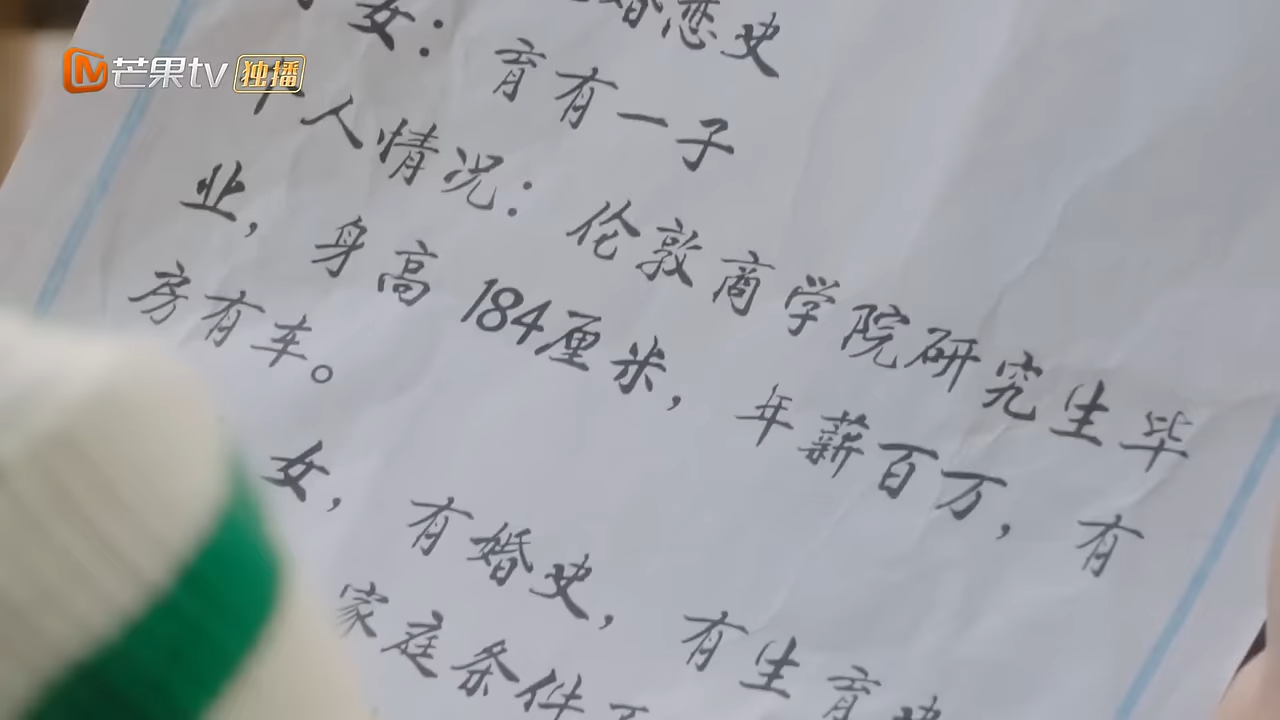 芒果tv 独播
婚恋史
女：育有一子
个人情况：伦敦商学院研究生毕
业，身高184厘米，年薪百万，有
房有车。
女，有婚史，有生育
家庭条件